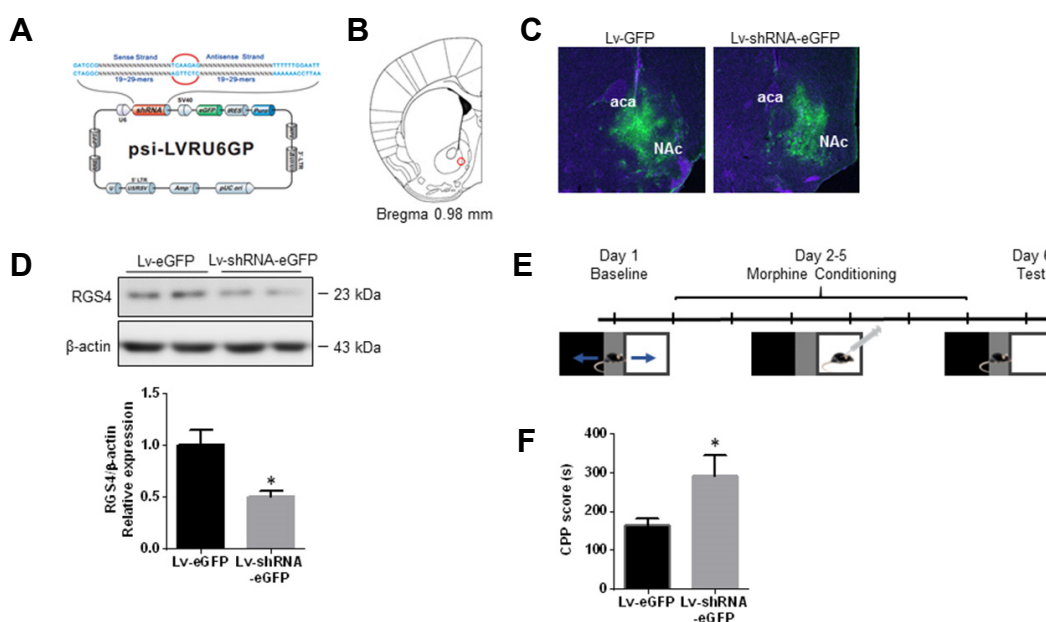 A
Sense Strand Antisense Strand
GATCCG TCAAGAG TTTTTTGGAATT
CTAGGC AGTTCTC AAAAAACCTTAA
19~29-mers 19~29-mers
SV40
U6
shRNA
eGFP
IRES
Puro
psi-LVRU6GP
5' LTR
3' LTR
Amp
pUC ori
B
Bregma 0.98 mm
C
Lv-GFP Lv-shRNA-eGFP
aca
NAc
aca
NAc
D
Lv-eGFP Lv-shRNA-eGFP
RGS4
23 kDa
β-actin
43 kDa
RGS4/β-actin
Relative expression
1.5
1.0
0.5
0.0
*
Lv-eGFP
Lv-shRNA
-eGFP
E
Day 1
Baseline
Day 2-5
Morphine Conditioning
Day 6
Test
F
CPP score (s)
400
300
200
100
0
*
Lv-eGFP
Lv-shRNA
-eGFP